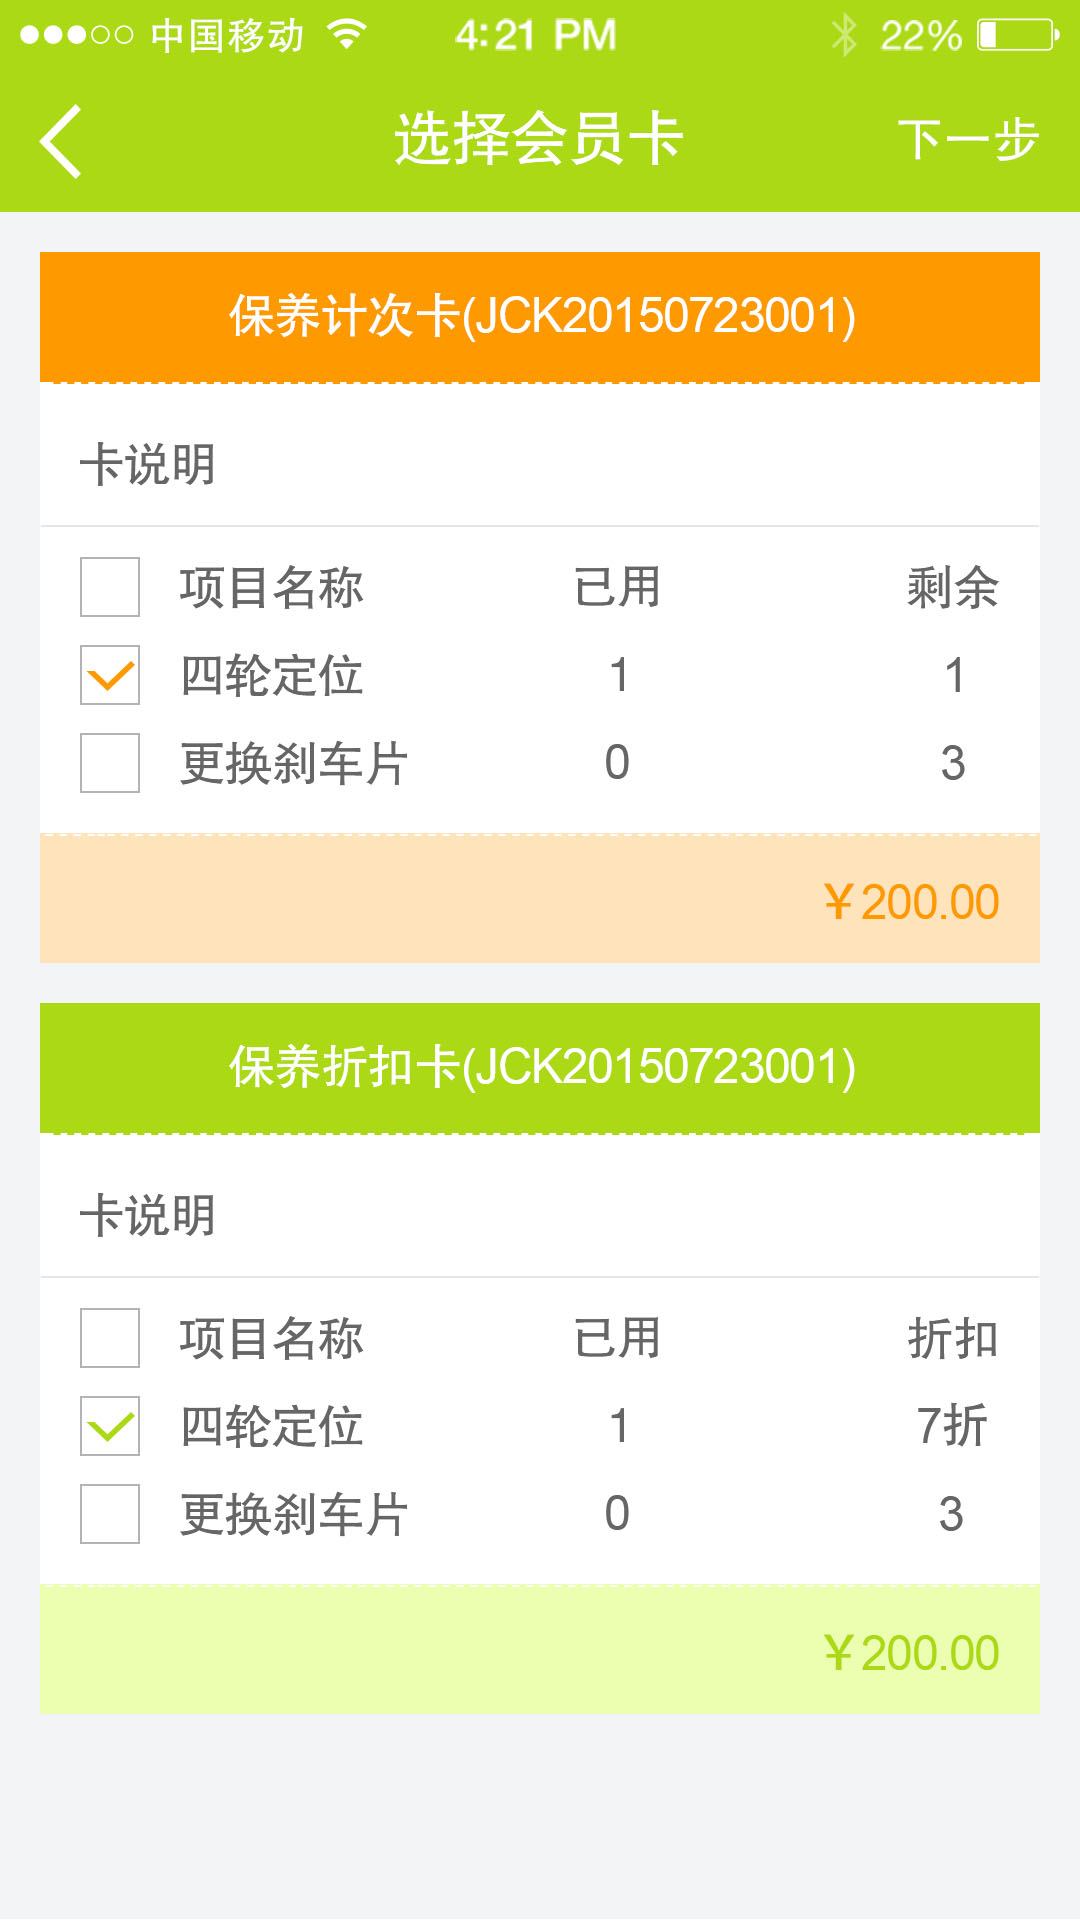 中国移动 4:21 PM 22%
选择会员卡 下一步
保养计次卡(JCK20150723001)
卡说明
项目名称 已用 剩余
四轮定位 1 1
更换刹车片 0 3
￥200.00
保养折扣卡(JCK20150723001)
卡说明
项目名称 已用 折扣
四轮定位 1 7折
更换刹车片 0 3
￥200.00